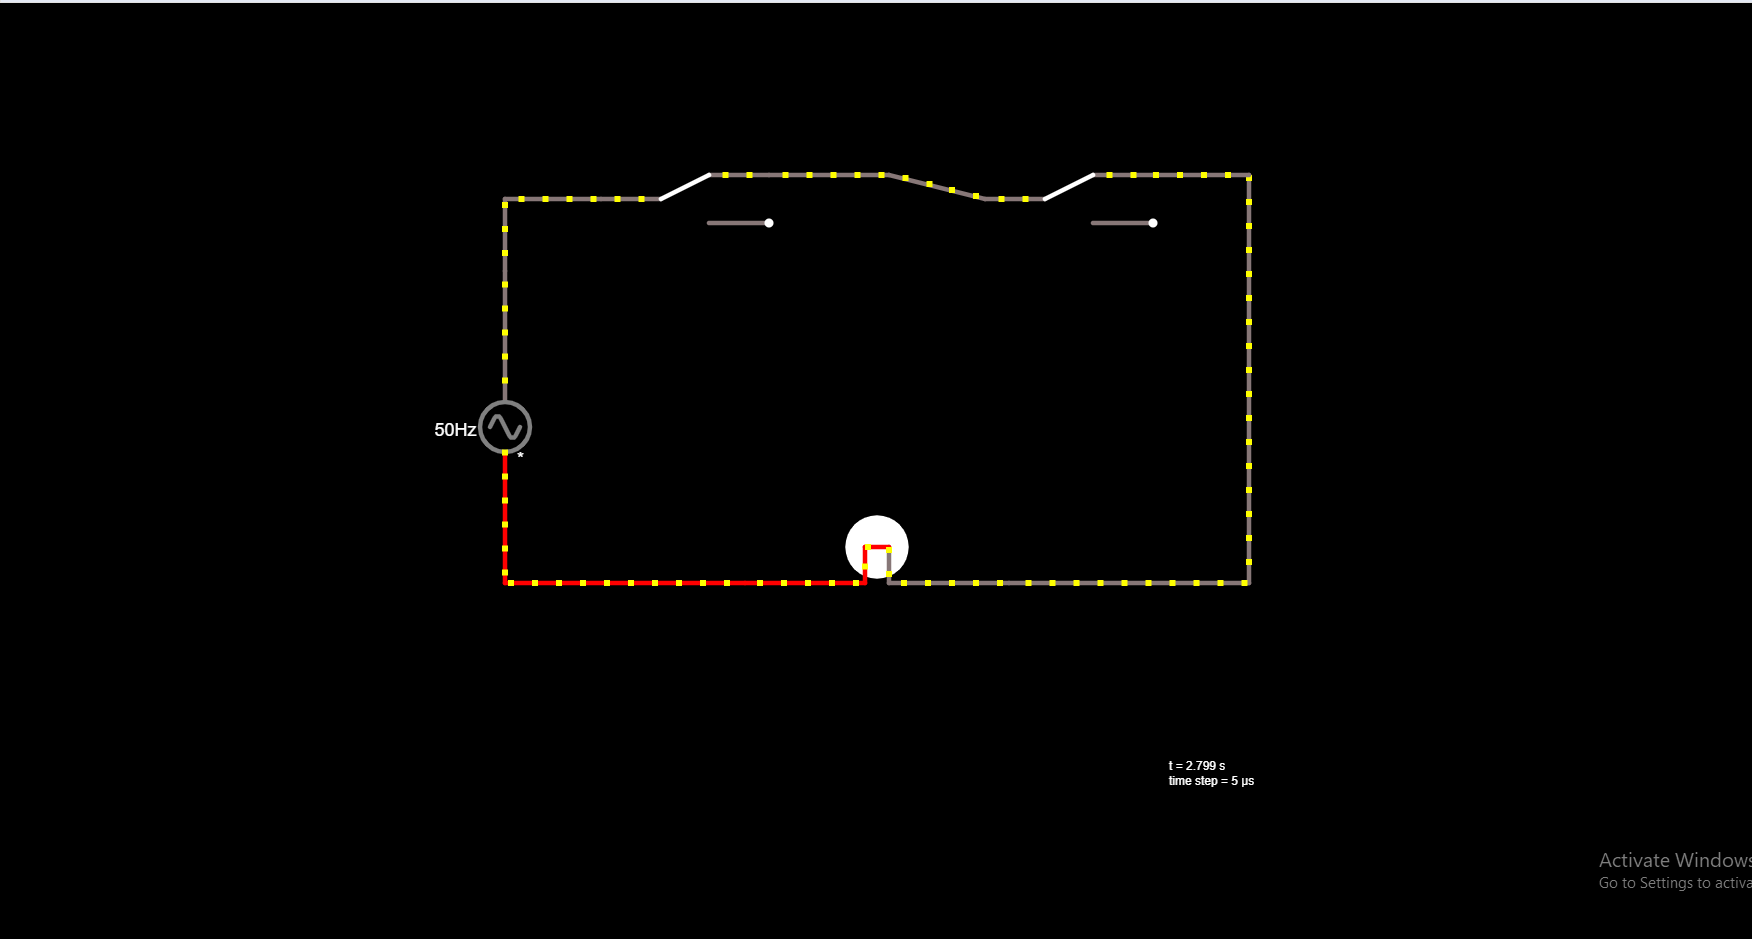 50Hz
*
t = 2.799 s
time step = 5 µs
Activate Windows
Go to Settings to activa